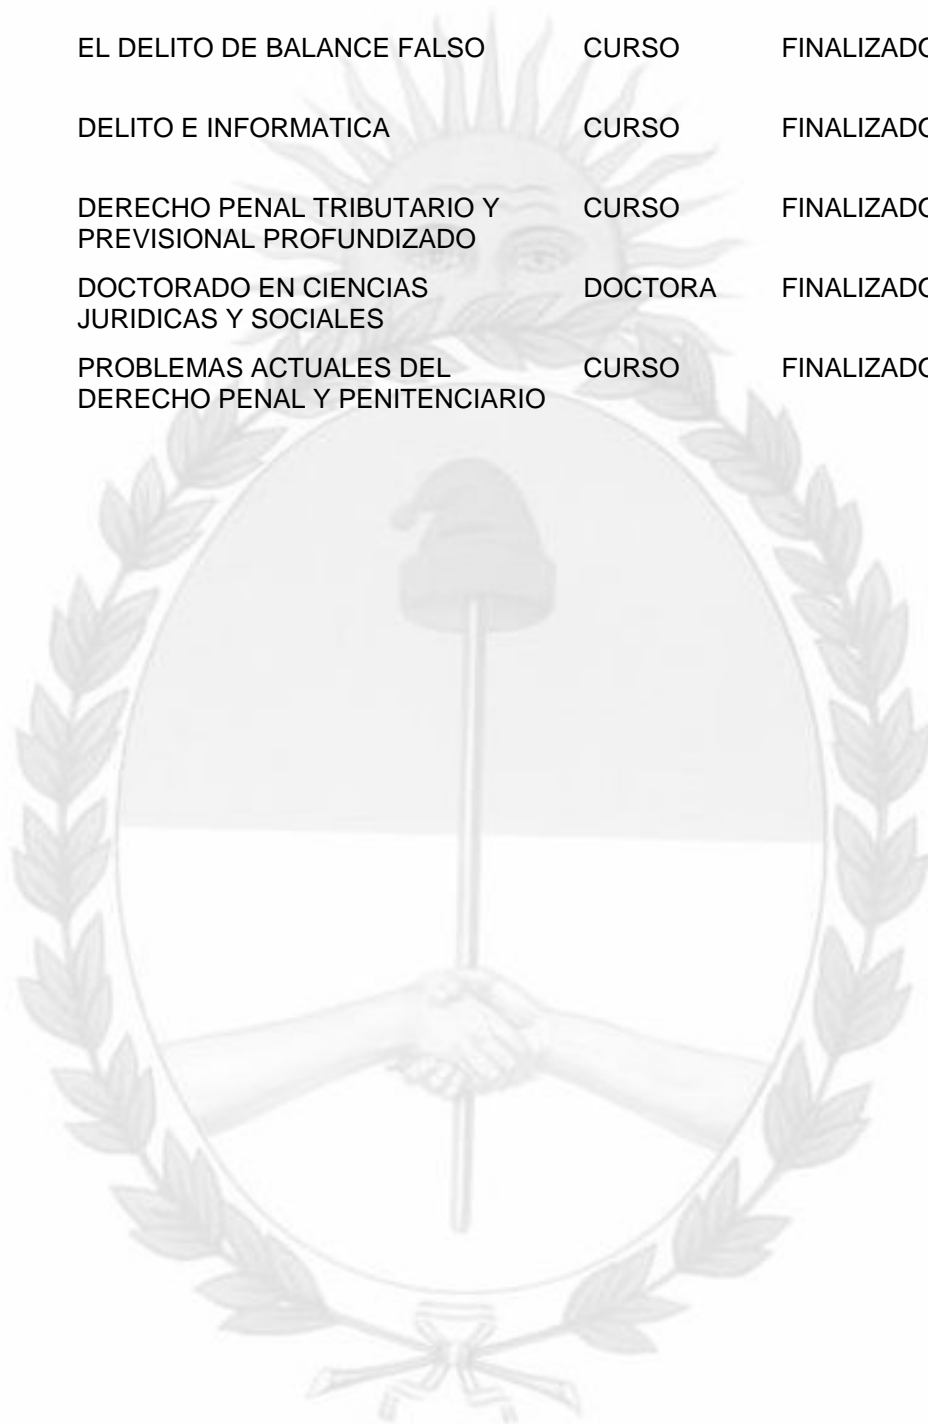 EL DELITO DE BALANCE FALSO CURSO FINALIZADO
DELITO E INFORMATICA CURSO FINALIZADO
DERECHO PENAL TRIBUTARIO Y CURSO FINALIZADO
PREVISIONAL PROFUNDIZADO
DOCTORADO EN CIENCIAS DOCTORA FINALIZADO
JURIDICAS Y SOCIALES
PROBLEMAS ACTUALES DEL CURSO FINALIZADO
DERECHO PENAL Y PENITENCIARIO